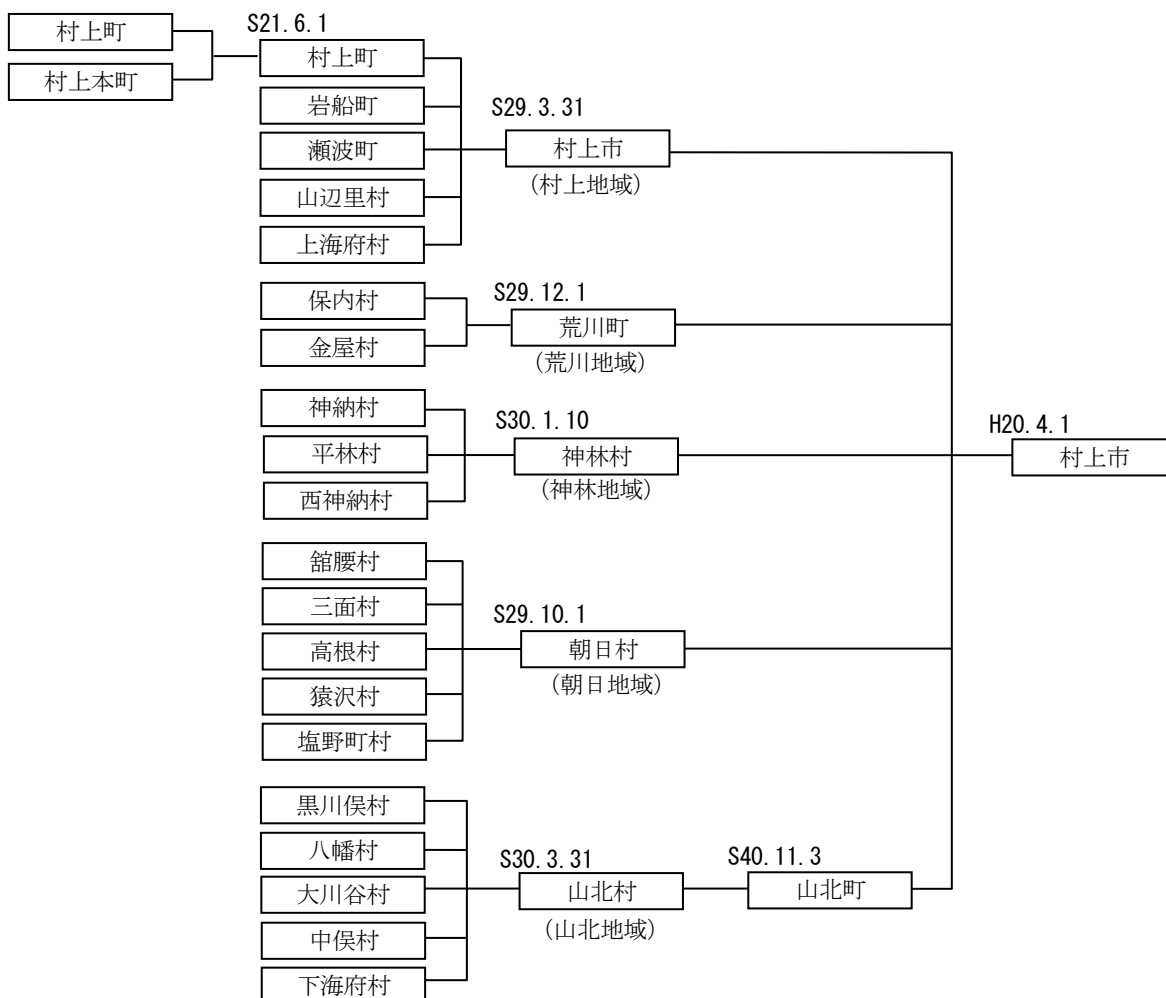 村上町
村上本町
S21.6.1
村上町
岩船町
瀬波町
山辺里村
上海府村
S29.3.31
村上市
(村上地域)
保内村
金屋村
S29.12.1
荒川町
(荒川地域)
神納村
平林村
西神納村
S30.1.10
神林村
(神林地域)
H20.4.1
村上市
舘腰村
三面村
高根村
猿沢村
塩野町村
S29.10.1
朝日村
(朝日地域)
黒川俣村
八幡村
大川谷村
中俣村
下海府村
S30.3.31
山北村
(山北地域)
S40.11.3
山北町